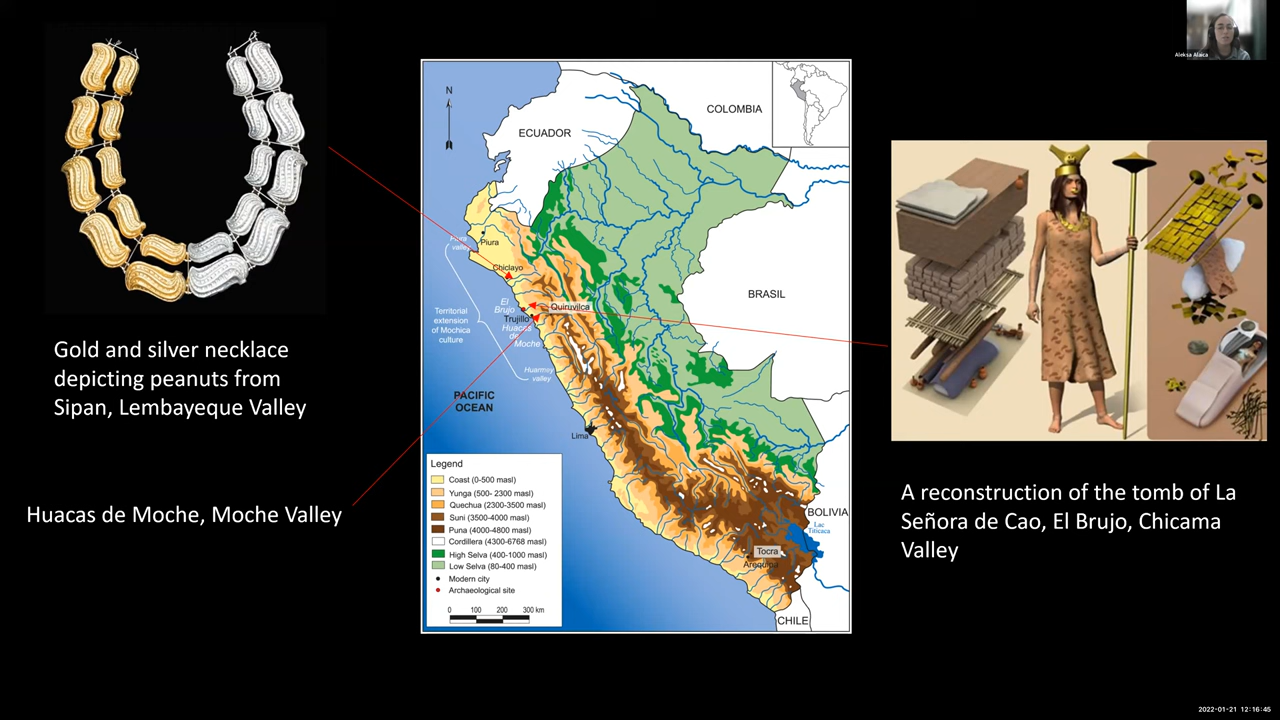 Aleksa Alaica
Gold and silver necklace
depicting peanuts from
Sipan, Lembayeque Valley
Huacas de Moche, Moche Valley
N
COLOMBIA
ECUADOR
Piura
valley
Piura
Chiclayo
El
Brujo
Quiruvilca
Trujillo
Huacas
de
Moche
Territorial
extension
of Mochica
culture
Huarmey
valley
BRASIL
PACIFIC
OCEAN
Lima
Legend
Coast (0-500 masl)
Yunga (500- 2300 masl)
Quechua (2300-3500 masl)
Suni (3500-4000 masl)
Puna (4000-4800 masl)
Cordillera (4300-6768 masl)
High Selva (400-1000 masl)
Low Selva (80-400 masl)
Modern city
Archaeological site
0 100 200 300 km
BOLIVIA
Lac
Titicaca
Tocra
Arequipa
CHILE
A reconstruction of the tomb of La
Señora de Cao, El Brujo, Chicama
Valley
2022-01-21 12:16:45